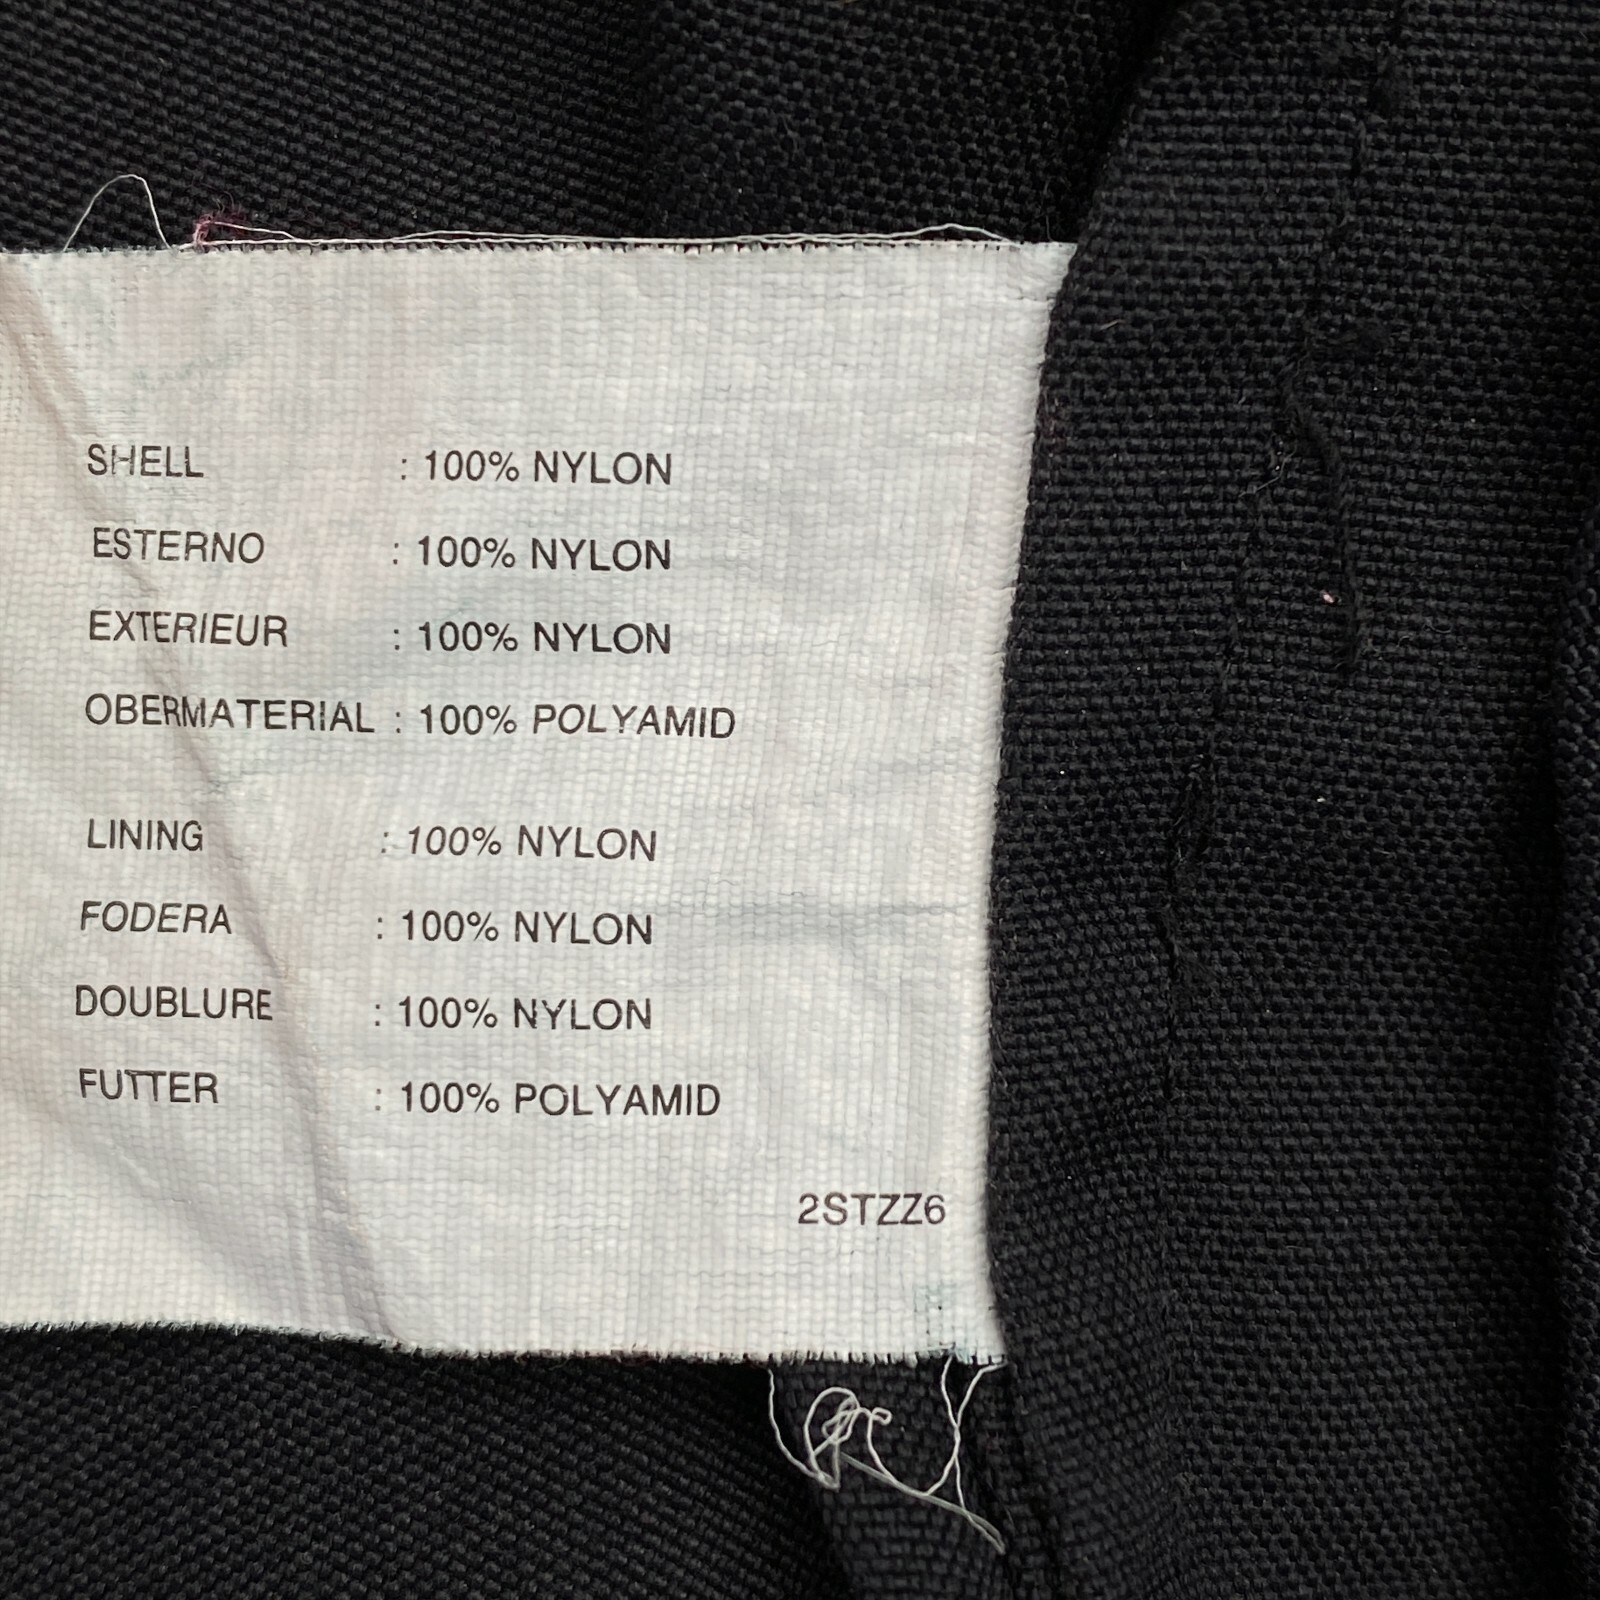 SHELL : 100% NYLON
ESTERNO : 100% NYLON
EXTERIEUR : 100% NYLON
OBERMATERIAL : 100% POLYAMID
LINING : 100% NYLON
FODERA : 100% NYLON
DOUBLURE : 100% NYLON
FUTTER : 100% POLYAMID
2STZZ6